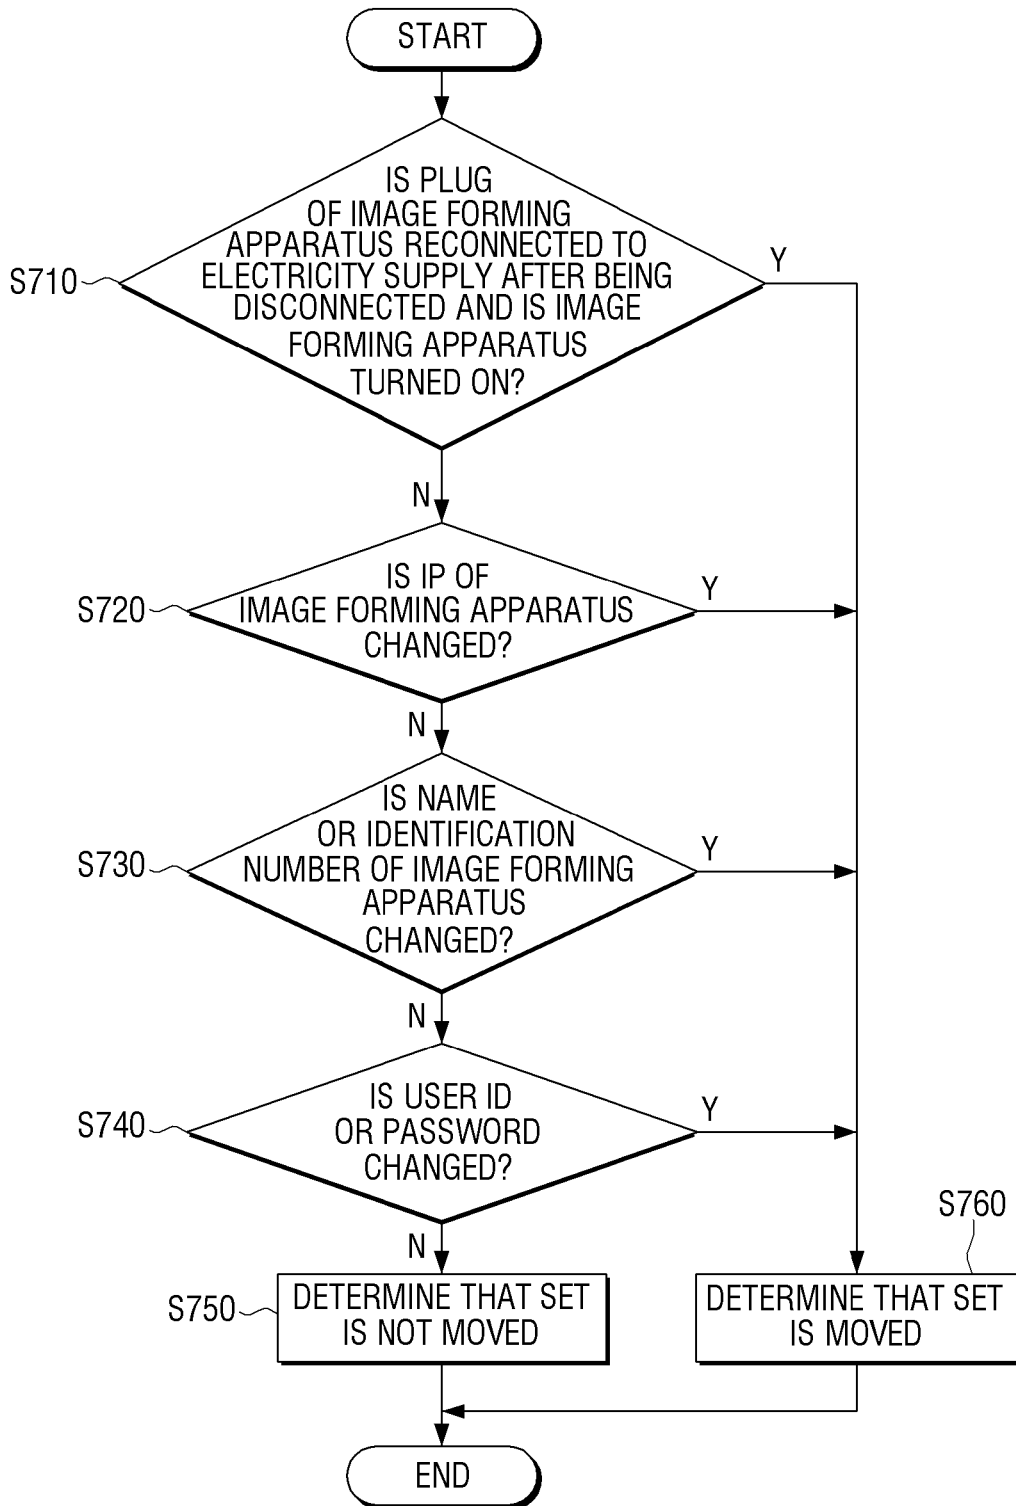 START
IS PLUG
OF IMAGE FORMING
APPARATUS RECONNECTED TO
ELECTRICITY SUPPLY AFTER BEING
DISCONNECTED AND IS IMAGE
FORMING APPARATUS
TURNED ON?
S710
Y
N
IS IP OF
IMAGE FORMING APPARATUS
CHANGED?
S720
Y
N
IS NAME
OR IDENTIFICATION
NUMBER OF IMAGE FORMING
APPARATUS
CHANGED?
S730
Y
N
IS USER ID
OR PASSWORD
CHANGED?
S740
Y
N
S750
DETERMINE THAT SET
IS NOT MOVED
S760
DETERMINE THAT SET
IS MOVED
END